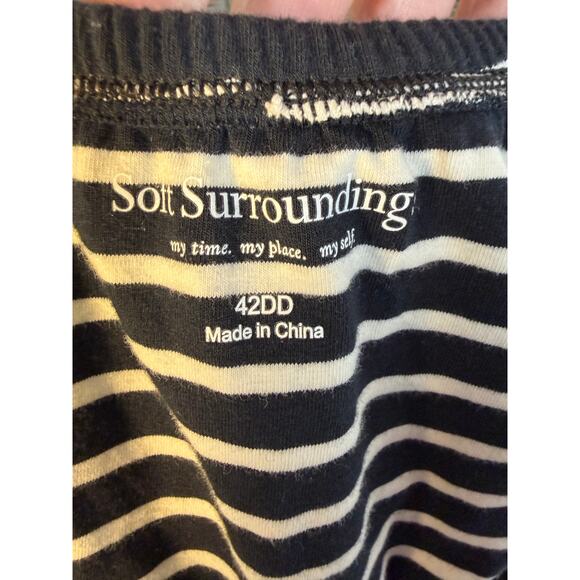 Soft Surroundings
my time. my place. my self.
42DD
Made in China